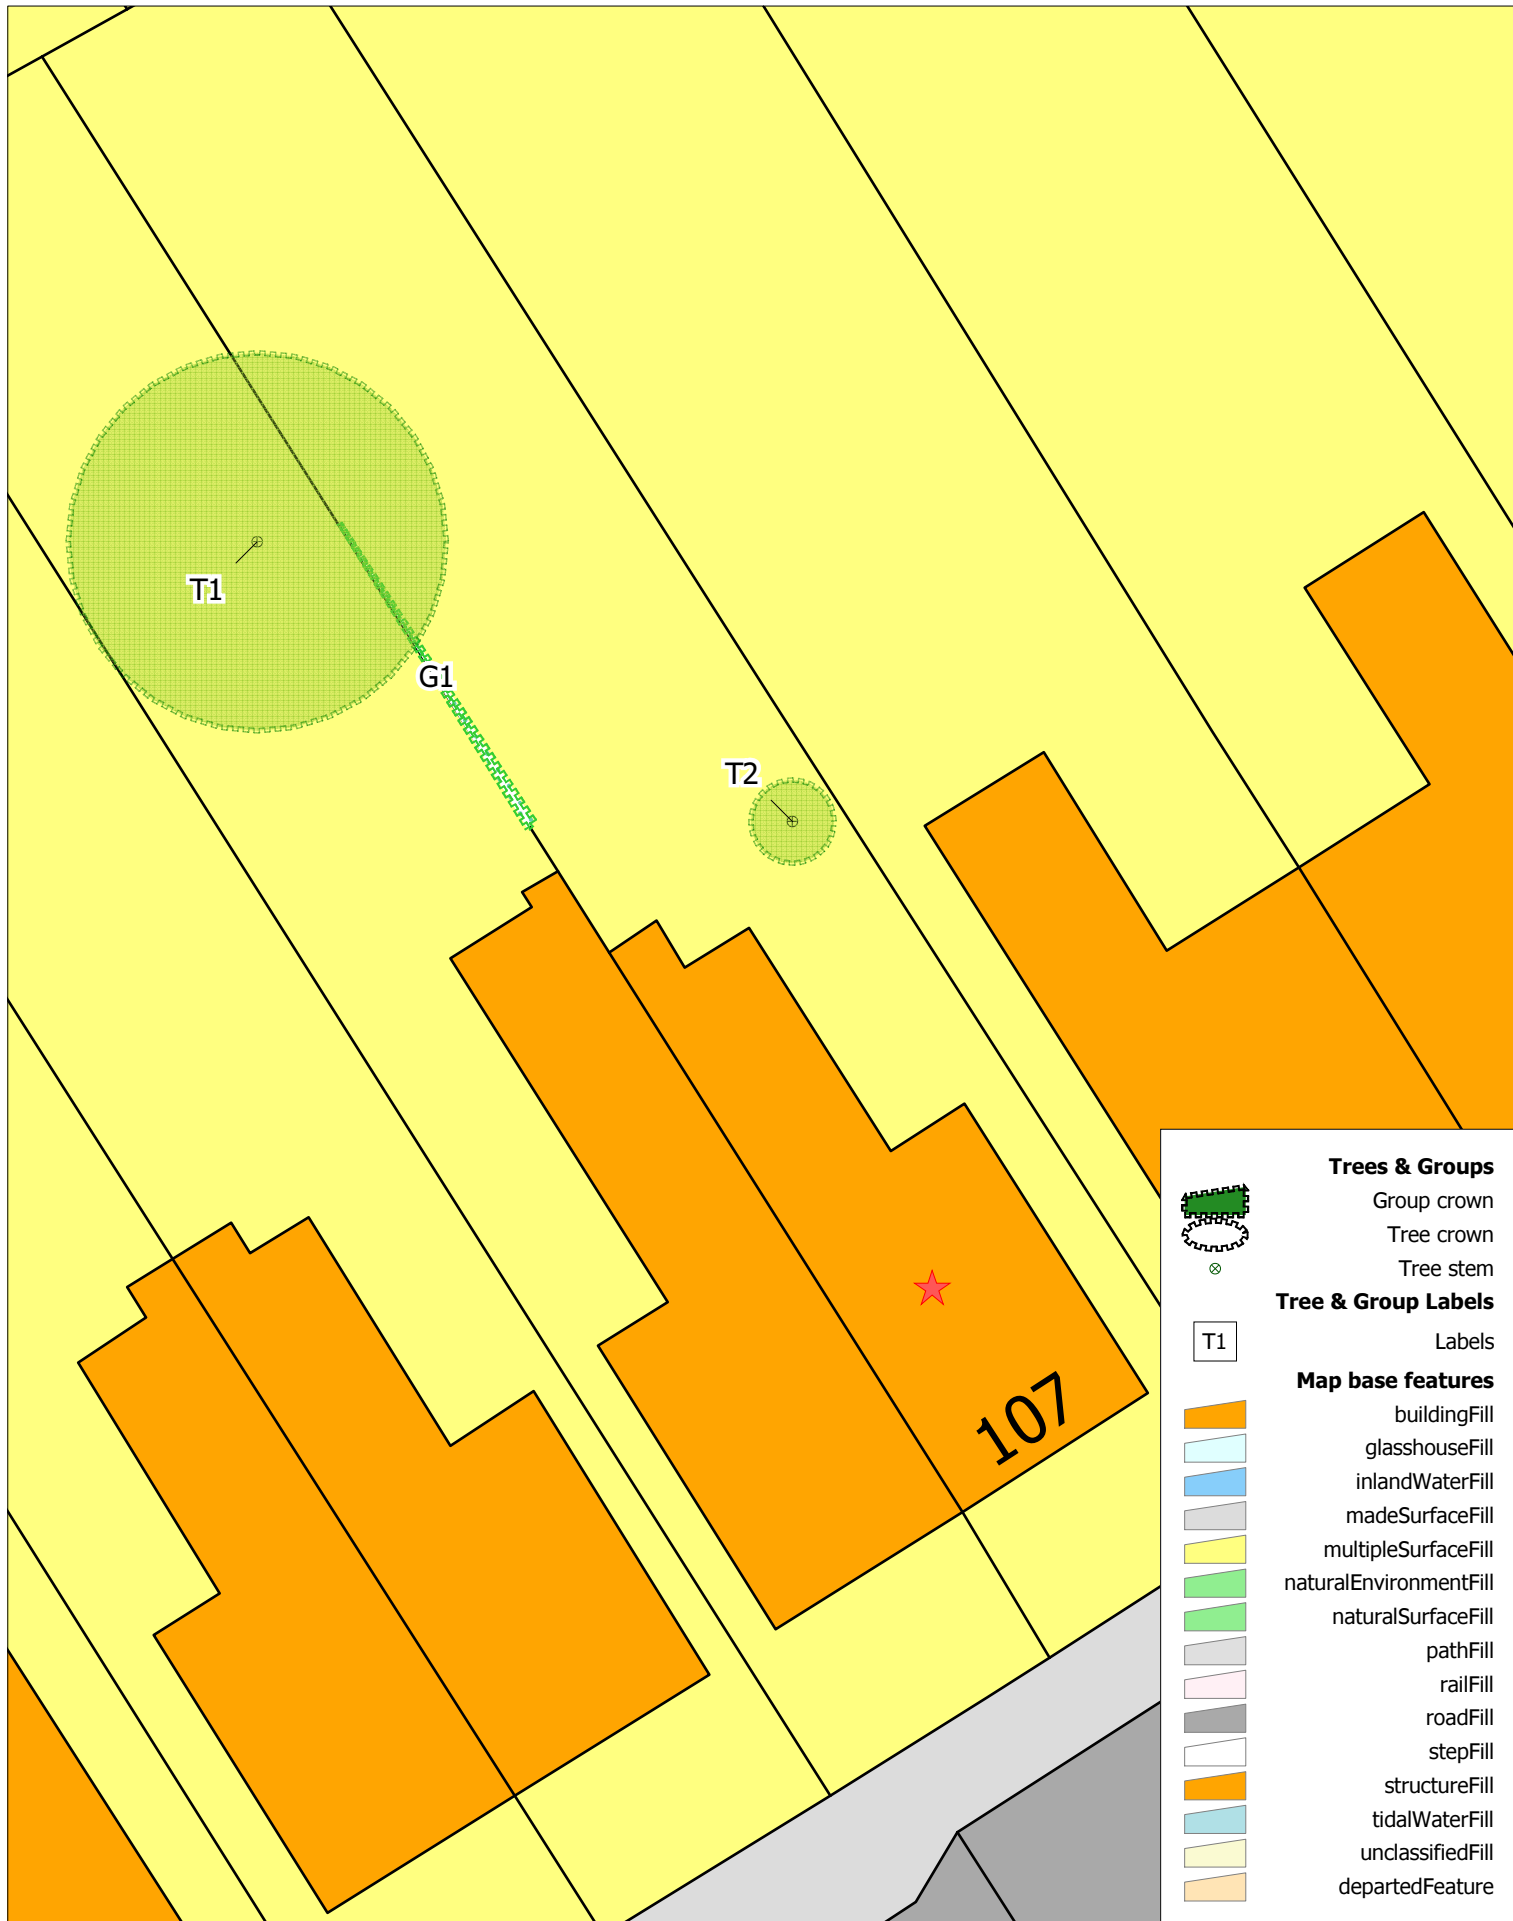 T1
G1
T2
107
Trees & Groups
Group crown
Tree crown
Tree stem
Tree & Group Labels
T1 Labels
Map base features
buildingFill
glasshouseFill
inlandWaterFill
madeSurfaceFill
multipleSurfaceFill
naturalEnvironmentFill
naturalSurfaceFill
pathFill
railFill
roadFill
stepFill
structureFill
tidalWaterFill
unclassifiedFill
departedFeature